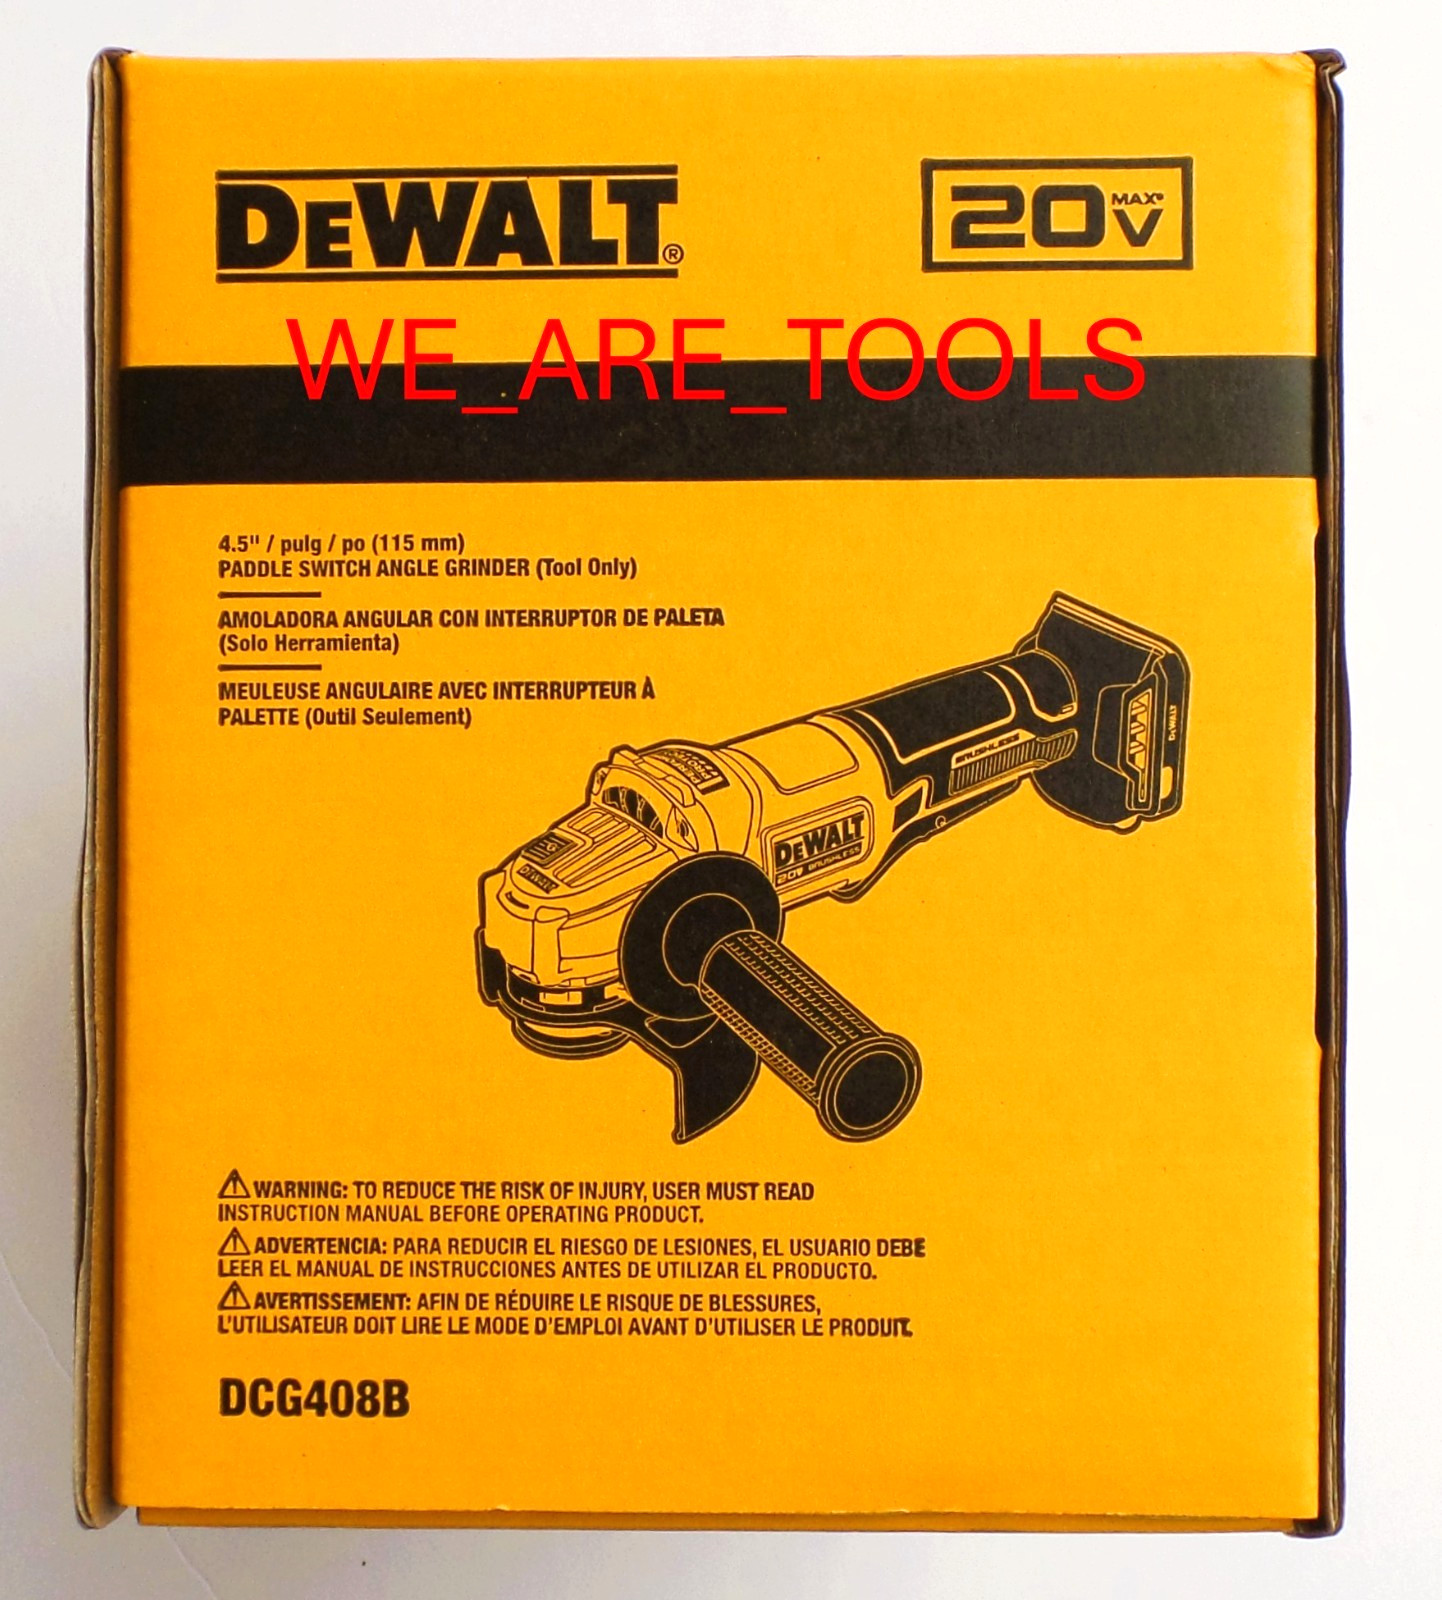 DeWALT®
20V MAX*
WE_ARE_TOOLS
4.5" / pulg / po (115 mm)
PADDLE SWITCH ANGLE GRINDER (Tool Only)
AMOLADORA ANGULAR CON INTERRUPTOR DE PALETA
(Solo Herramienta)
MEULEUSE ANGULAIRE AVEC INTERRUPTEUR À
PALETTE (Outil Seulement)
BRUSHLESS
DeWALT
DeWALT
20V BRUSHLESS
DeWALT
WARNING: TO REDUCE THE RISK OF INJURY, USER MUST READ
INSTRUCTION MANUAL BEFORE OPERATING PRODUCT.
ADVERTENCIA: PARA REDUCIR EL RIESGO DE LESIONES, EL USUARIO DEBE
LEER EL MANUAL DE INSTRUCCIONES ANTES DE UTILIZAR EL PRODUCTO.
AVERTISSEMENT: AFIN DE RÉDUIRE LE RISQUE DE BLESSURES,
L'UTILISATEUR DOIT LIRE LE MODE D'EMPLOI AVANT D'UTILISER LE PRODUIT.
DCG408B